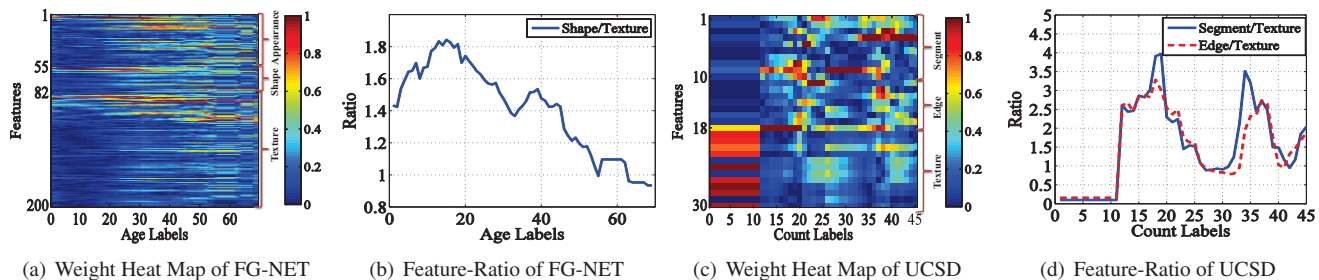 1
55
82
200
Features
0 10 20 30 40 50 60
Age Labels
Shape Appearance
Texture
1
0.8
0.6
0.4
0.2
0
(a) Weight Heat Map of FG-NET
Shape/Texture
1.8
1.6
1.4
1.2
1
0.8
Ratio
0 20 40 60
Age Labels
(b) Feature-Ratio of FG-NET
1
10
18
30
Features
0 5 10 15 20 25 30 35 40 45
Count Labels
Segment
Edge
Texture
1
0.8
0.6
0.4
0.2
0
(c) Weight Heat Map of UCSD
Segment/Texture
Edge/Texture
5
4.5
4
3.5
3
2.5
2
1.5
1
0.5
0
Ratio
0 5 10 15 20 25 30 35 40 45
Count Labels
(d) Feature-Ratio of UCSD